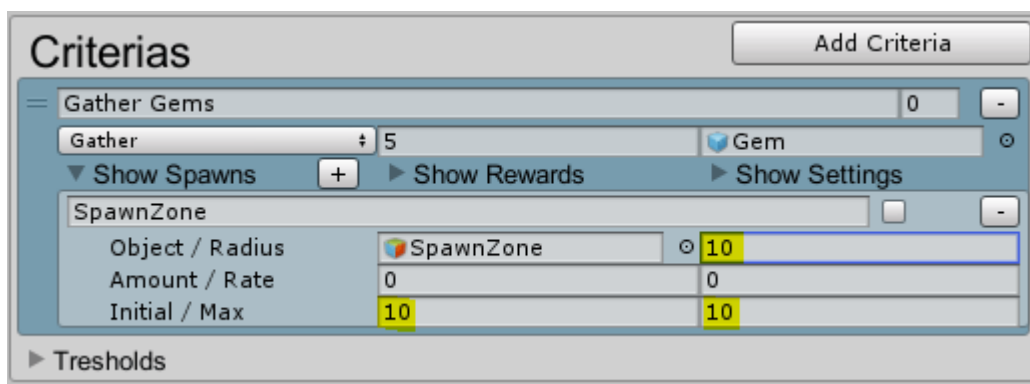 Criterias
Add Criteria
Gather Gems 0 -
Gather 5 Gem
Show Spawns + Show Rewards Show Settings
SpawnZone -
Object / Radius SpawnZone 10
Amount / Rate 0 0
Initial / Max 10 10
Tresholds